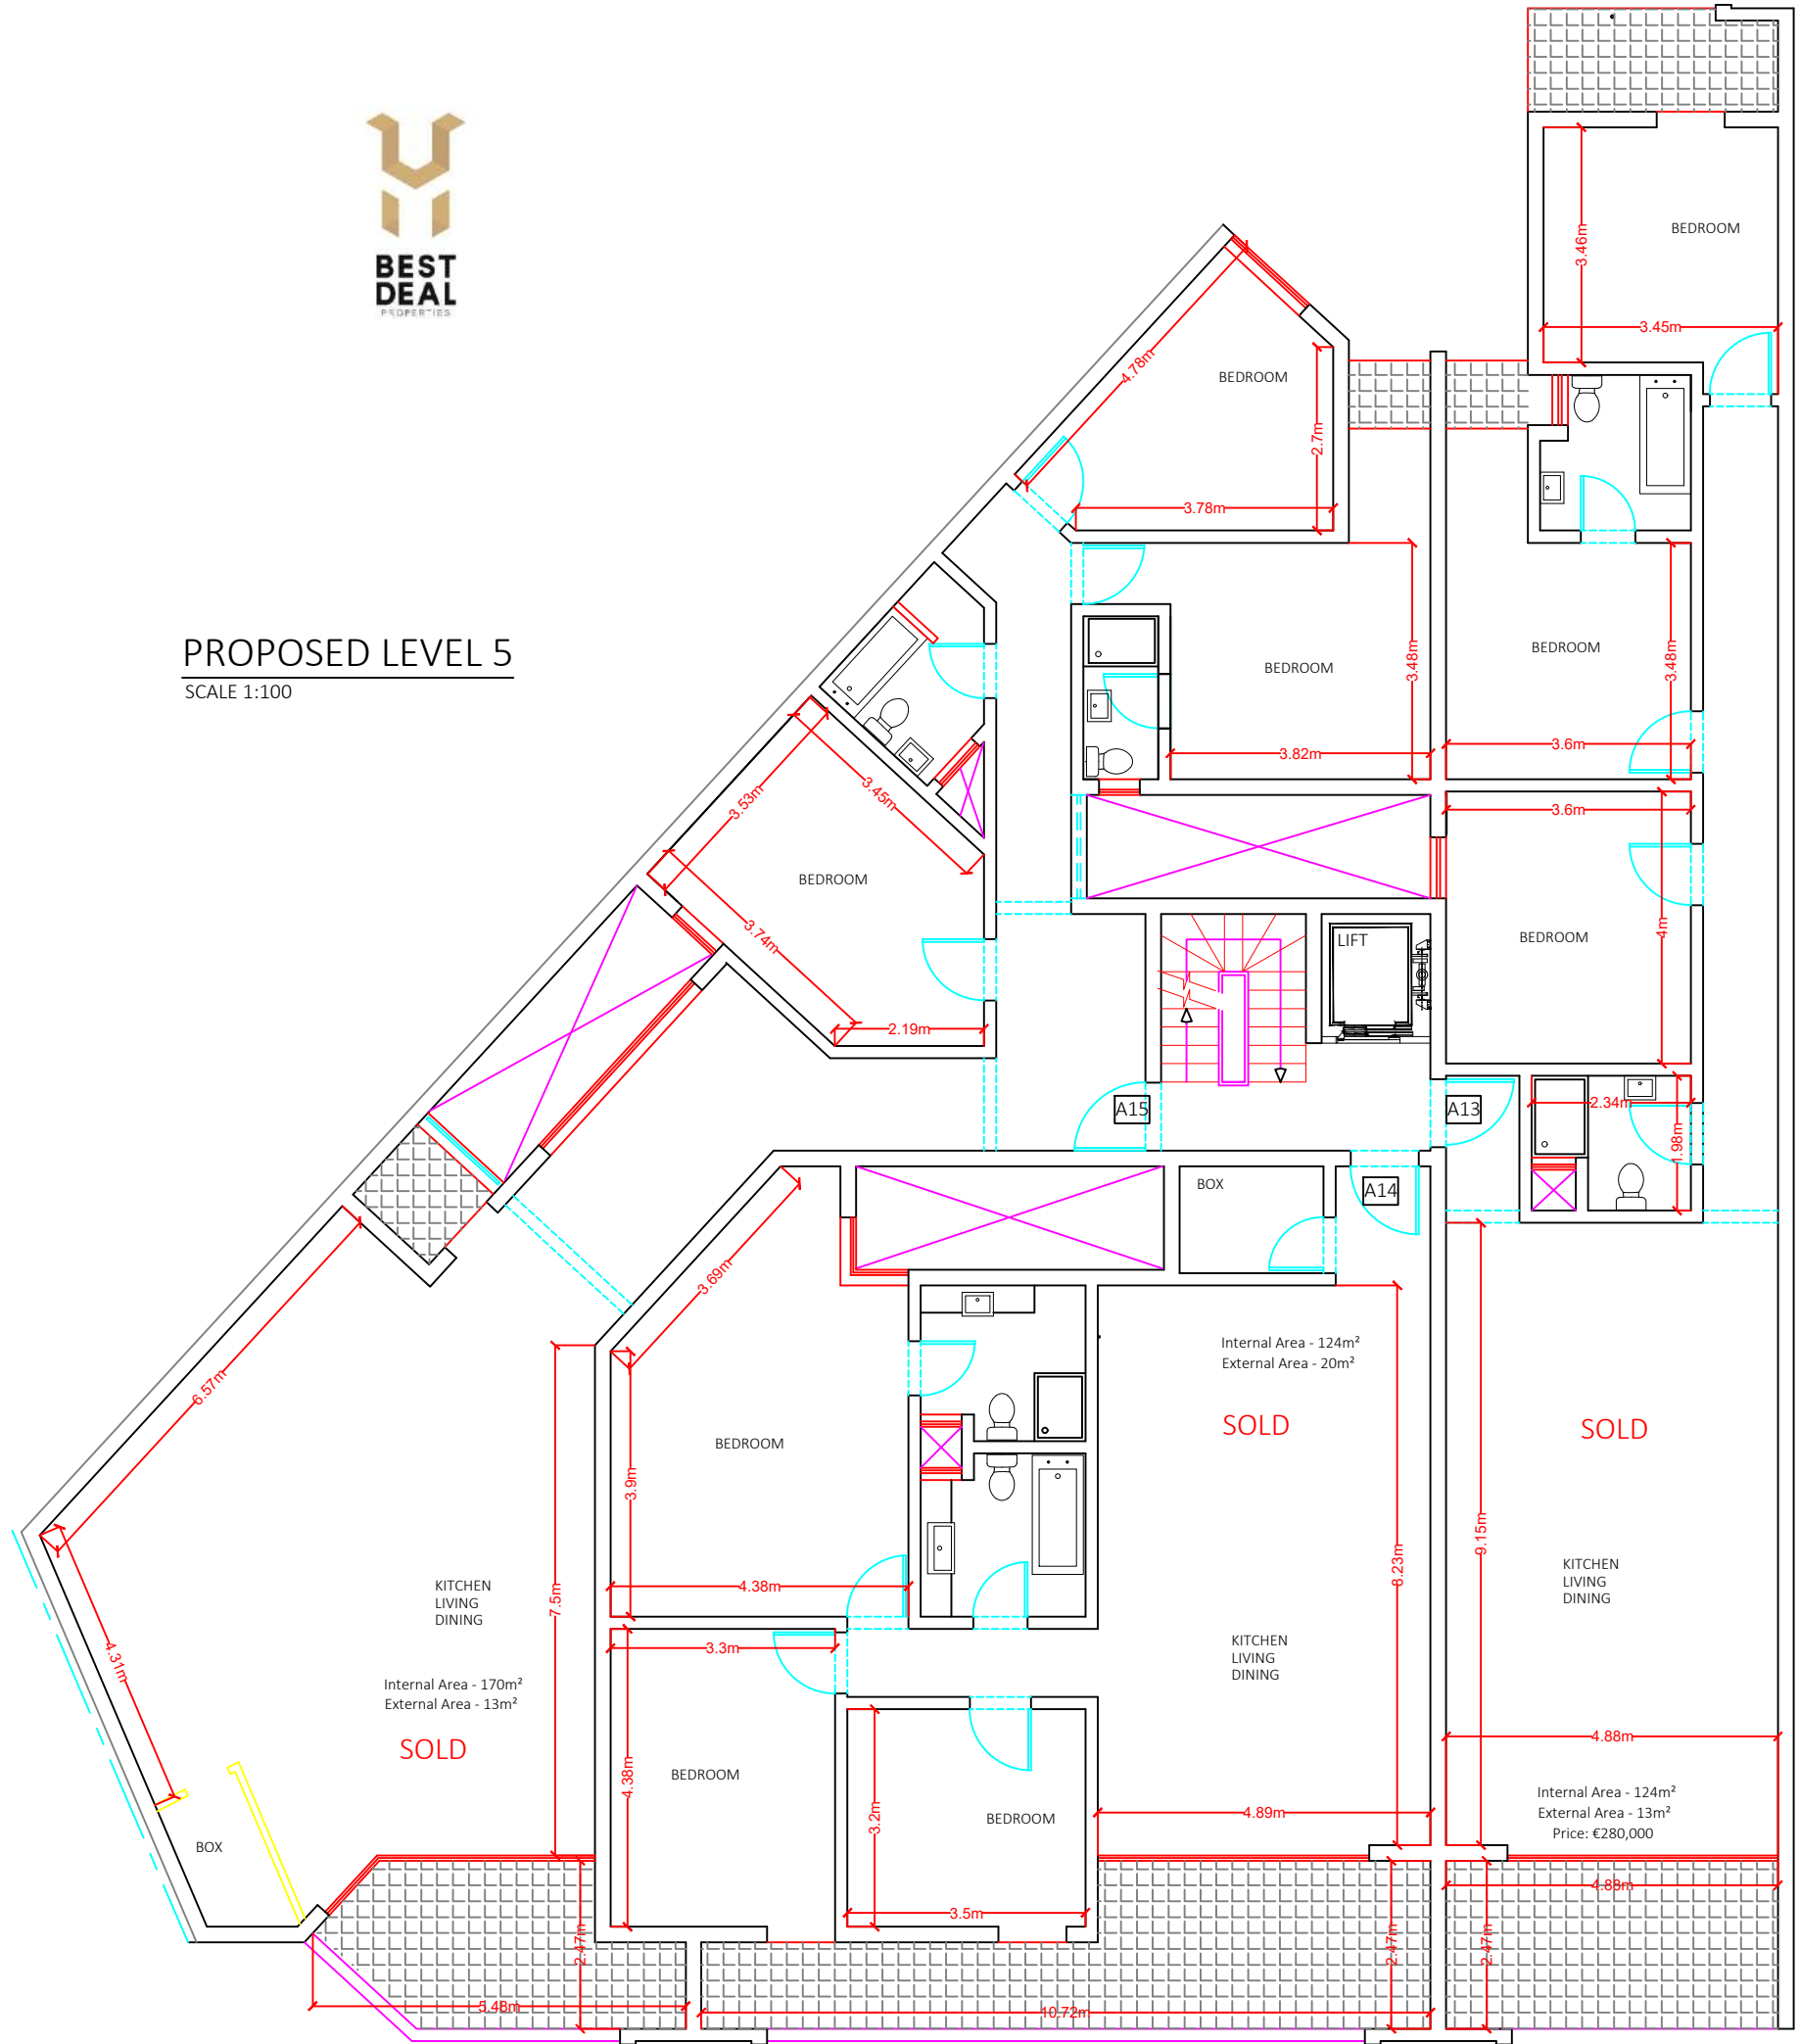 BEST
DEAL
PROPERTIES
PROPOSED LEVEL 5
SCALE 1:100
BEDROOM
3.46m
3.45m
BEDROOM
4.78m
2.7m
3.78m
BEDROOM
3.48m
3.82m
BEDROOM
3.48m
3.6m
3.53m
3.45m
BEDROOM
3.74m
2.19m
3.6m
4m
BEDROOM
LIFT
A15
A13
2.34m
1.98m
A14
BOX
3.69m
6.57m
Internal Area - 124m²
External Area - 20m²
SOLD
SOLD
BEDROOM
3.9m
4.38m
7.5m
8.23m
9.15m
KITCHEN
LIVING
DINING
KITCHEN
LIVING
DINING
KITCHEN
LIVING
DINING
4.31m
3.3m
Internal Area - 170m²
External Area - 13m²
SOLD
4.88m
BEDROOM
4.38m
BEDROOM
3.2m
3.5m
4.89m
Internal Area - 124m²
External Area - 13m²
Price: €280,000
BOX
4.88m
2.47m
2.47m
2.47m
5.48m
10.72m